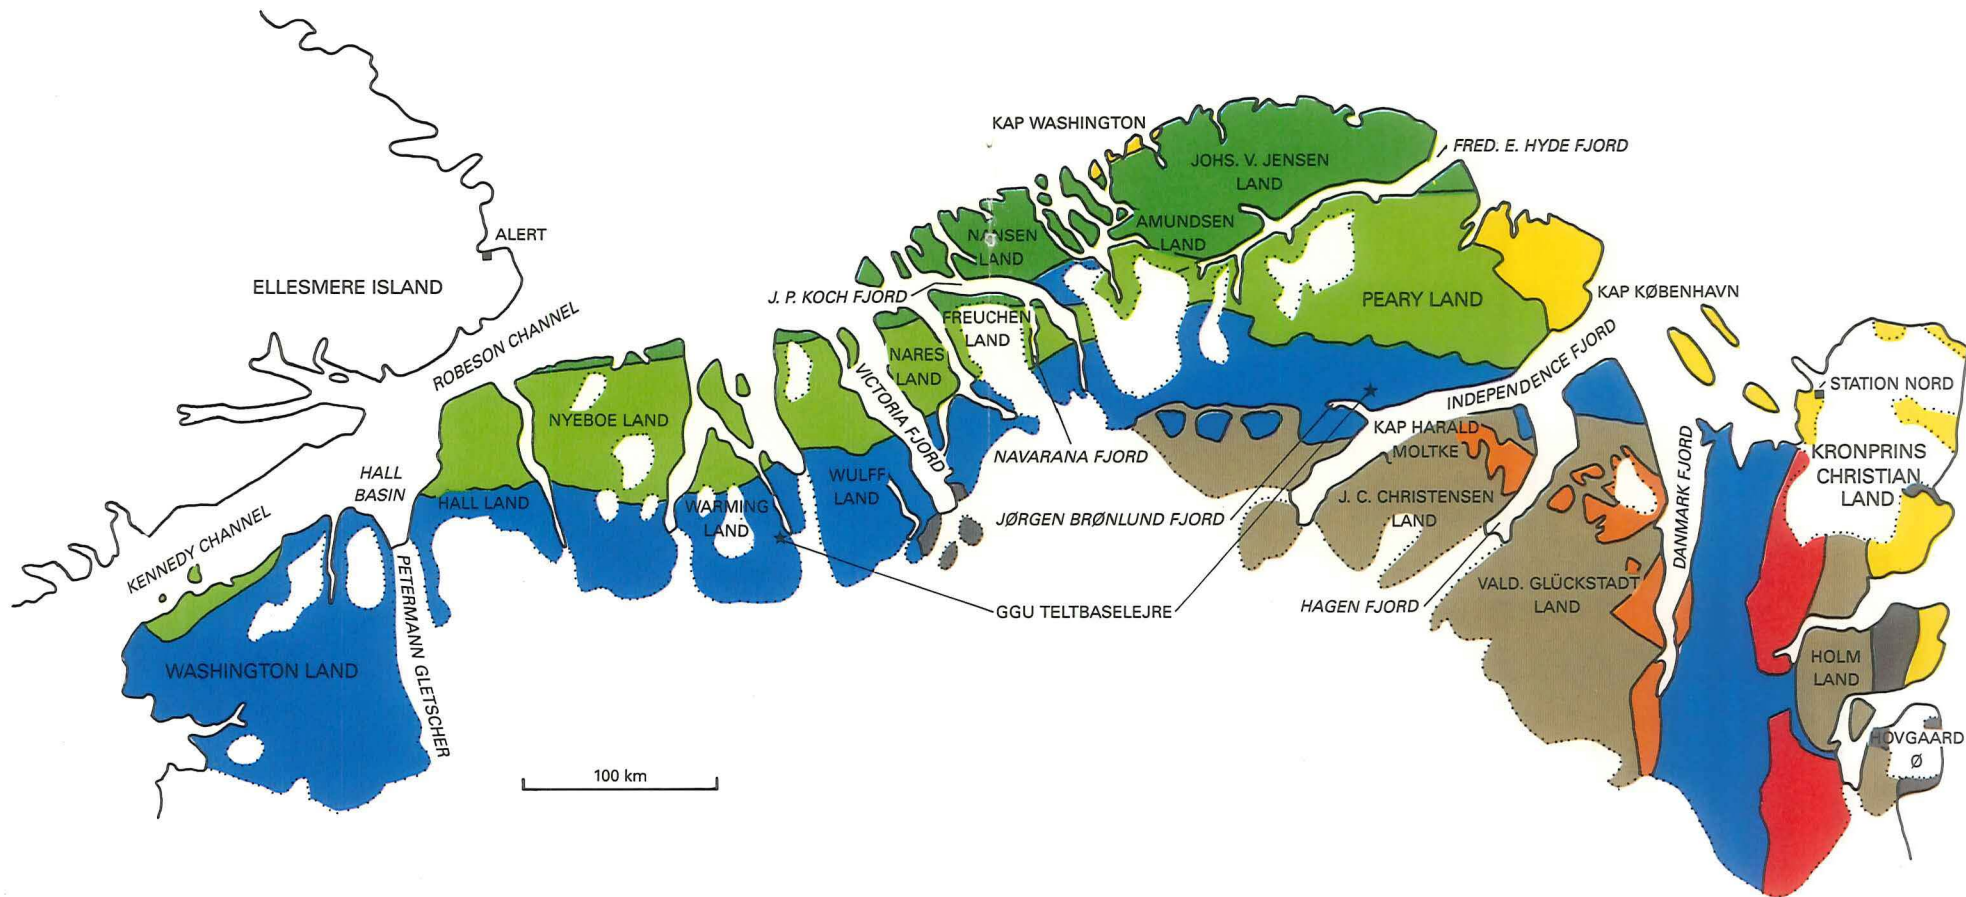 KAP WASHINGTON
FRED. E. HYDE FJORD
JOHS. V. JENSEN
LAND
ALERT
NANSEN
LAND
AMUNDSEN
LAND
ELLESMERE ISLAND
J. P. KOCH FJORD
PEARY LAND
KAP KØBENHAVN
ROBESON CHANNEL
FREUCHEN
LAND
NARES
LAND
VICTORIA FJORD
INDEPENDENCE FJORD
STATION NORD
NYEBOE LAND
KAP HARALD
MOLTKE
NAVARANA FJORD
DANMARK FJORD
KRONPRINS
CHRISTIAN
LAND
HALL
BASIN
HALL LAND
WARMING
LAND
WULFF
LAND
J. C. CHRISTENSEN
LAND
JØRGEN BRØNLUND FJORD
KENNEDY CHANNEL
PETERMANN GLETSCHER
GGU TELTBASELEJRE
HAGEN FJORD
VALD. GLÜCKSTADT
LAND
WASHINGTON LAND
HOLM
LAND
HOVGAARD
Ø
100 km